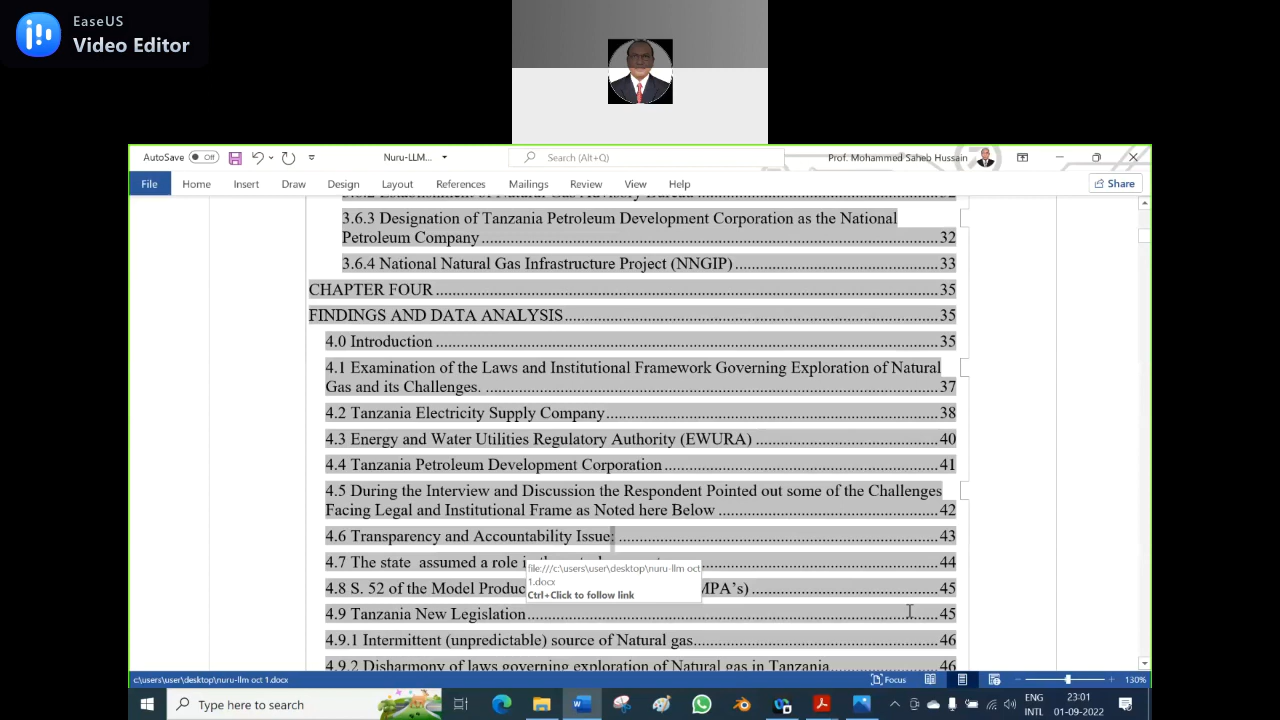 EaseUS
Video Editor
AutoSave Off Nuru-LLM... Search (Alt+Q) Prof. Mohammed Saheb Hussain
File Home Insert Draw Design Layout References Mailings Review View Help Share
3.6.3 Designation of Tanzania Petroleum Development Corporation as the National
Petroleum Company ........ 32
3.6.4 National Natural Gas Infrastructure Project (NNGIP) ........ 33
CHAPTER FOUR ........ 35
FINDINGS AND DATA ANALYSIS ........ 35
4.0 Introduction ........ 35
4.1 Examination of the Laws and Institutional Framework Governing Exploration of Natural
Gas and its Challenges. ........ 37
4.2 Tanzania Electricity Supply Company ........ 38
4.3 Energy and Water Utilities Regulatory Authority (EWURA) ........ 40
4.4 Tanzania Petroleum Development Corporation ........ 41
4.5 During the Interview and Discussion the Respondent Pointed out some of the Challenges
Facing Legal and Institutional Frame as Noted here Below ........ 42
4.6 Transparency and Accountability Issue: ........ 43
4.7 The state assumed a role ........ 44
file:///c:\users\user\desktop\nuru-llm oct
1.docx
Ctrl+Click to follow link
4.8 S. 52 of the Model Produc MPA's) ........ 45
4.9 Tanzania New Legislation ........ 45
4.9.1 Intermittent (unpredictable) source of Natural gas ........ 46
4.9.2 Disharmony of laws governing exploration of Natural gas in Tanzania ........ 46
c:\users\user\desktop\nuru-llm oct 1.docx Focus 130%
Type here to search ENG 23:01
INTL 01-09-2022